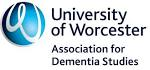 University
of Worcester
Association for
Dementia Studies